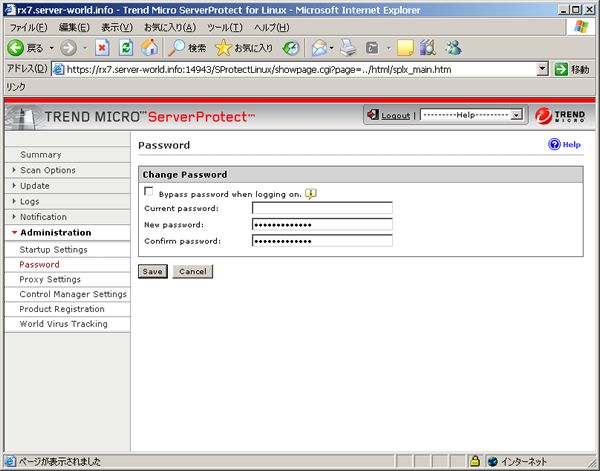 rx7.server-world.info - Trend Micro ServerProtect for Linux - Microsoft Internet Explorer
ファイル(F) 編集(E) 表示(V) お気に入り(A) ツール(T) ヘルプ(H)
戻る 検索 お気に入り
アドレス(D) https://rx7.server-world.info:14943/SProtectLinux/showpage.cgi?page=../html/splx_main.htm 移動
リンク
TREND MICRO™ ServerProtect™ Logout | ---------Help--------- TREND MICRO
Summary
Scan Options
Update
Logs
Notification
Administration
Startup Settings
Password
Proxy Settings
Control Manager Settings
Product Registration
World Virus Tracking
Password Help
Change Password
Bypass password when logging on.
Current password:
New password: •••••••••••••
Confirm password: •••••••••••••
Save Cancel
ページが表示されました インターネット